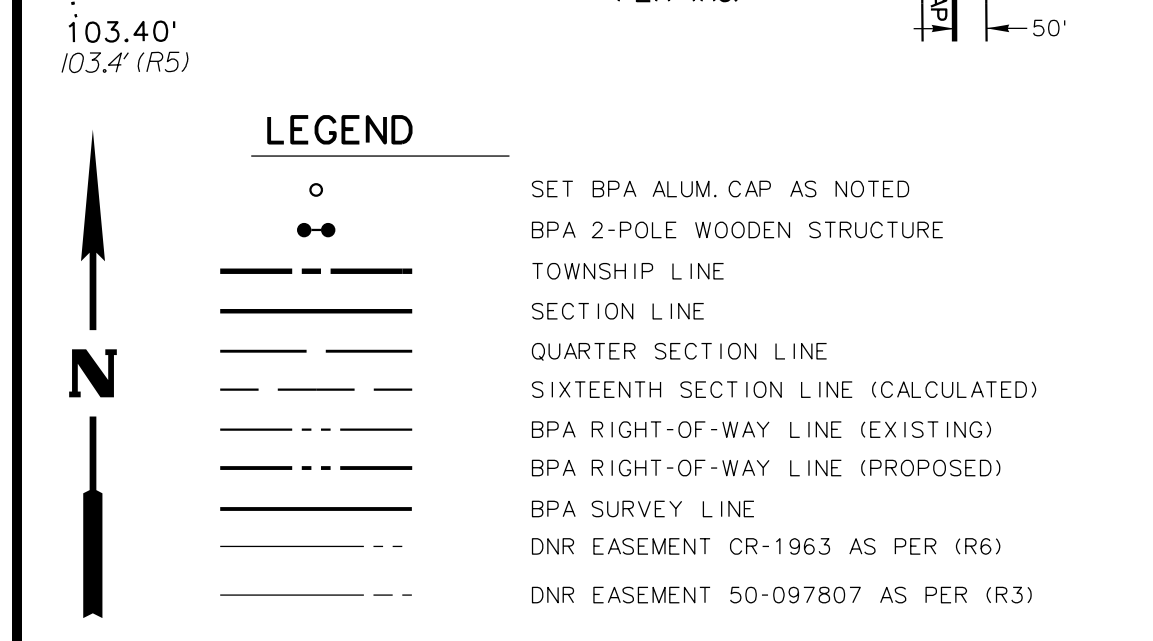 103.40'
103.4' (R5)
50'
LEGEND
SET BPA ALUM. CAP AS NOTED
BPA 2-POLE WOODEN STRUCTURE
TOWNSHIP LINE
SECTION LINE
QUARTER SECTION LINE
SIXTEENTH SECTION LINE (CALCULATED)
N
BPA RIGHT-OF-WAY LINE (EXISTING)
BPA RIGHT-OF-WAY LINE (PROPOSED)
BPA SURVEY LINE
DNR EASEMENT CR-1963 AS PER (R6)
DNR EASEMENT 50-097807 AS PER (R3)